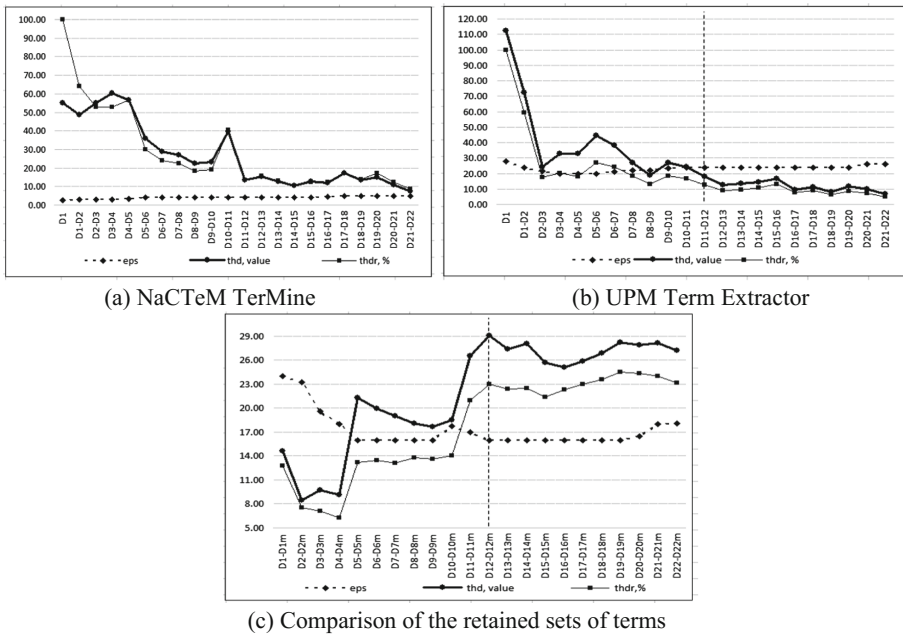 100.00
90.00
80.00
70.00
60.00
50.00
40.00
30.00
20.00
10.00
0.00
D1
D1-D2
D2-D3
D3-D4
D4-D5
D5-D6
D6-D7
D7-D8
D8-D9
D9-D10
D10-D11
D11-D12
D12-D13
D13-D14
D14-D15
D15-D16
D16-D17
D17-D18
D18-D19
D19-D20
D20-D21
D21-D22
eps thd, value thdr, %
(a) NaCTeM TerMine
120.00
110.00
100.00
90.00
80.00
70.00
60.00
50.00
40.00
30.00
20.00
10.00
0.00
D1
D1-D2
D2-D3
D3-D4
D4-D5
D5-D6
D6-D7
D7-D8
D8-D9
D9-D10
D10-D11
D11-D12
D12-D13
D13-D14
D14-D15
D15-D16
D16-D17
D17-D18
D18-D19
D19-D20
D20-D21
D21-D22
eps thd, value thdr, %
(b) UPM Term Extractor
29.00
26.00
23.00
20.00
17.00
14.00
11.00
8.00
5.00
D1-D1m
D2-D2m
D3-D3m
D4-D4m
D5-D5m
D6-D6m
D7-D7m
D8-D8m
D9-D9m
D10-D10m
D11-D11m
D12-D12m
D13-D13m
D14-D14m
D15-D15m
D16-D16m
D17-D17m
D18-D18m
D19-D19m
D20-D20m
D21-D21m
D22-D22m
eps thd, value thdr,%
(c) Comparison of the retained sets of terms